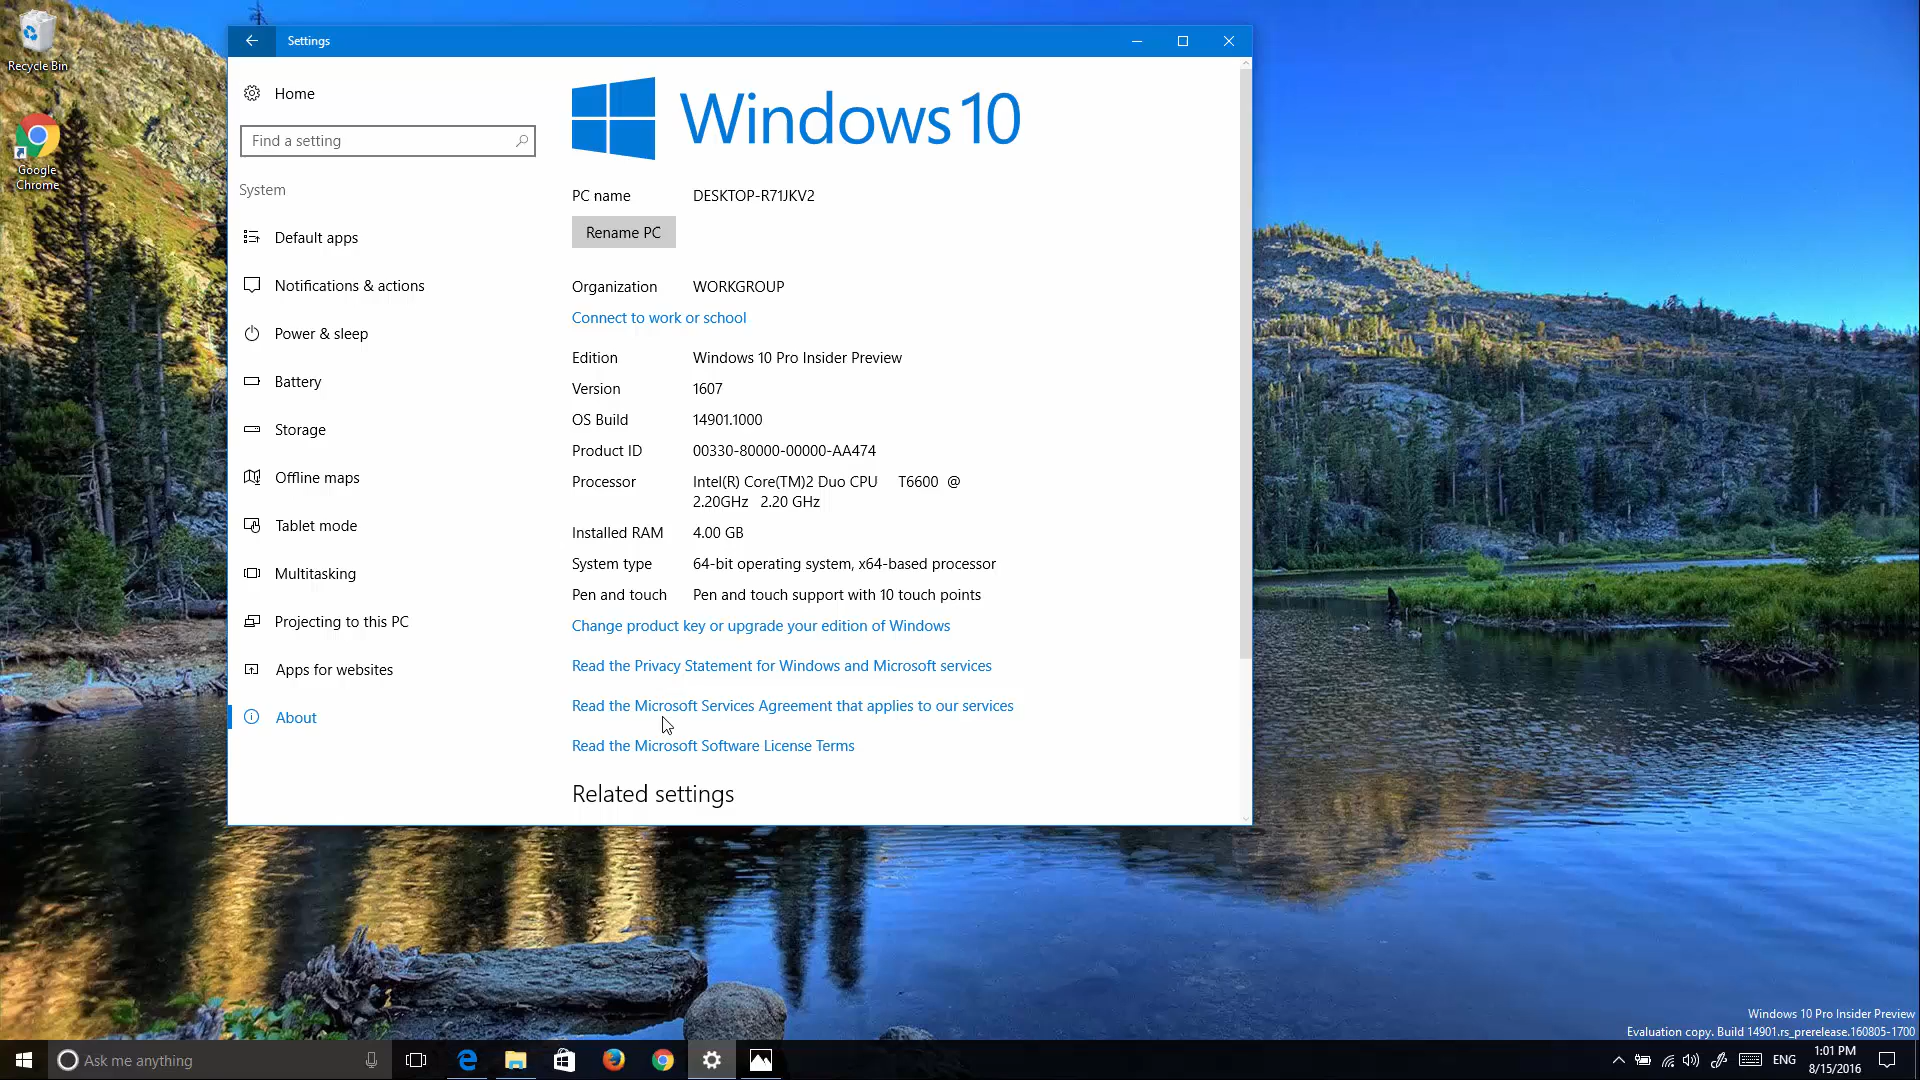 Recycle Bin
Google
Chrome
Settings
Home
Find a setting
System
Default apps
Notifications & actions
Power & sleep
Battery
Storage
Offline maps
Tablet mode
Multitasking
Projecting to this PC
Apps for websites
About
Windows 10
PC name DESKTOP-R71JKV2
Rename PC
Organization WORKGROUP
Connect to work or school
Edition Windows 10 Pro Insider Preview
Version 1607
OS Build 14901.1000
Product ID 00330-80000-00000-AA474
Processor Intel(R) Core(TM)2 Duo CPU T6600 @
2.20GHz 2.20 GHz
Installed RAM 4.00 GB
System type 64-bit operating system, x64-based processor
Pen and touch Pen and touch support with 10 touch points
Change product key or upgrade your edition of Windows
Read the Privacy Statement for Windows and Microsoft services
Read the Microsoft Services Agreement that applies to our services
Read the Microsoft Software License Terms
Related settings
Windows 10 Pro Insider Preview
Evaluation copy. Build 14901.rs_prerelease.160805-1700
Ask me anything
ENG
1:01 PM
8/15/2016